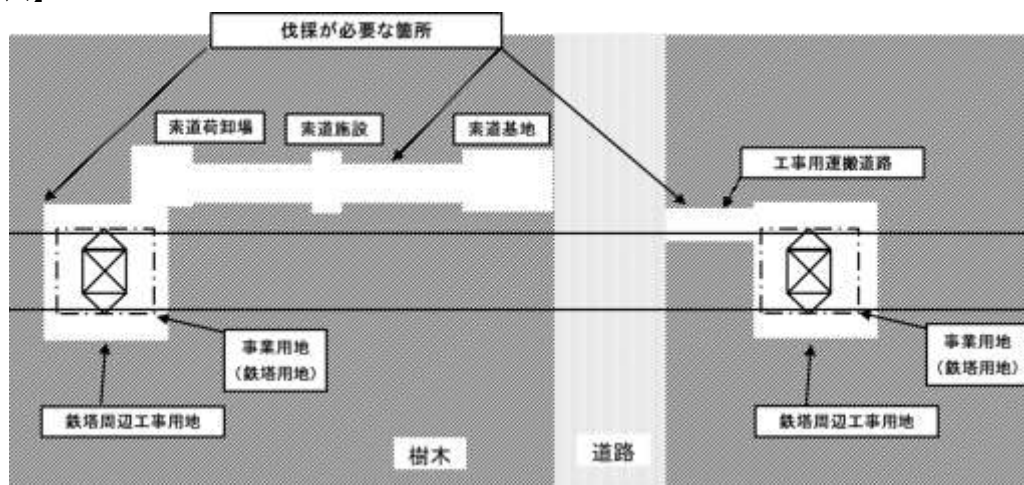 伐採が必要な箇所
索道荷卸場
索道施設
索道基地
工事用運搬道路
事業用地
(鉄塔用地)
事業用地
(鉄塔用地)
鉄塔周辺工事用地
鉄塔周辺工事用地
樹木
道路